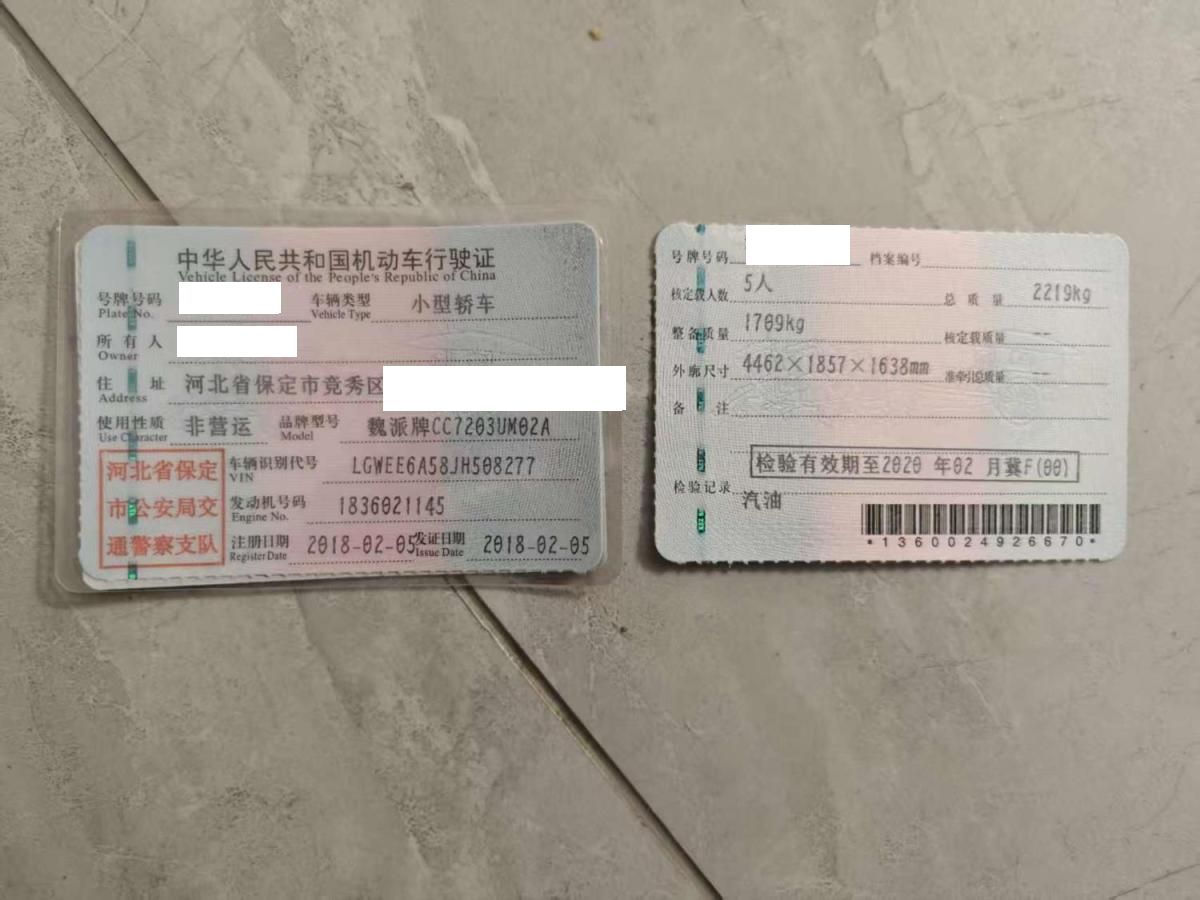 中华人民共和国机动车行驶证
Vehicle License of the People's Republic of China
号牌号码 车辆类型 小型轿车
Plate No. Vehicle Type
所有人
Owner
住址 河北省保定市竞秀区
Address
使用性质 非营运 品牌型号 魏派牌CC7203UM02A
Use Character Model
河北省保定
市公安局交
通警察支队
车辆识别代号 LGWEE6A58JH508277
VIN
发动机号码 1836021145
Engine No.
注册日期 2018-02-05 发证日期 2018-02-05
Register Date Issue Date
号牌号码 档案编号
核定载人数 5人 总质量 2219kg
整备质量 1709kg 核定载质量 --
外廓尺寸 4462×1857×1638mm 准牵引总质量 --
备注
检验有效期至2020 年02 月冀F(00)
检验记录
汽油
*1360024926670*